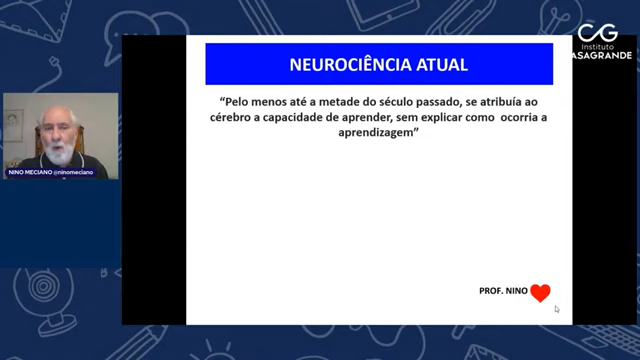 CG
Instituto
CASAGRANDE
NEUROCIÊNCIA ATUAL
“Pelo menos até a metade do século passado, se atribuía ao
cérebro a capacidade de aprender, sem explicar como ocorria a
aprendizagem”
NINO MECIANO @ninomeciano
PROF. NINO